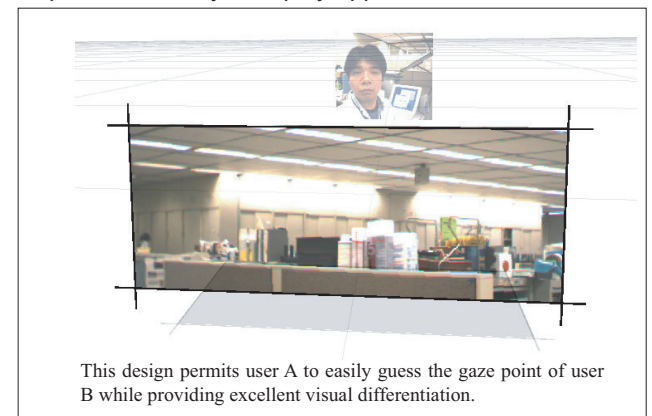 This design permits user A to easily guess the gaze point of user
B while providing excellent visual differentiation.